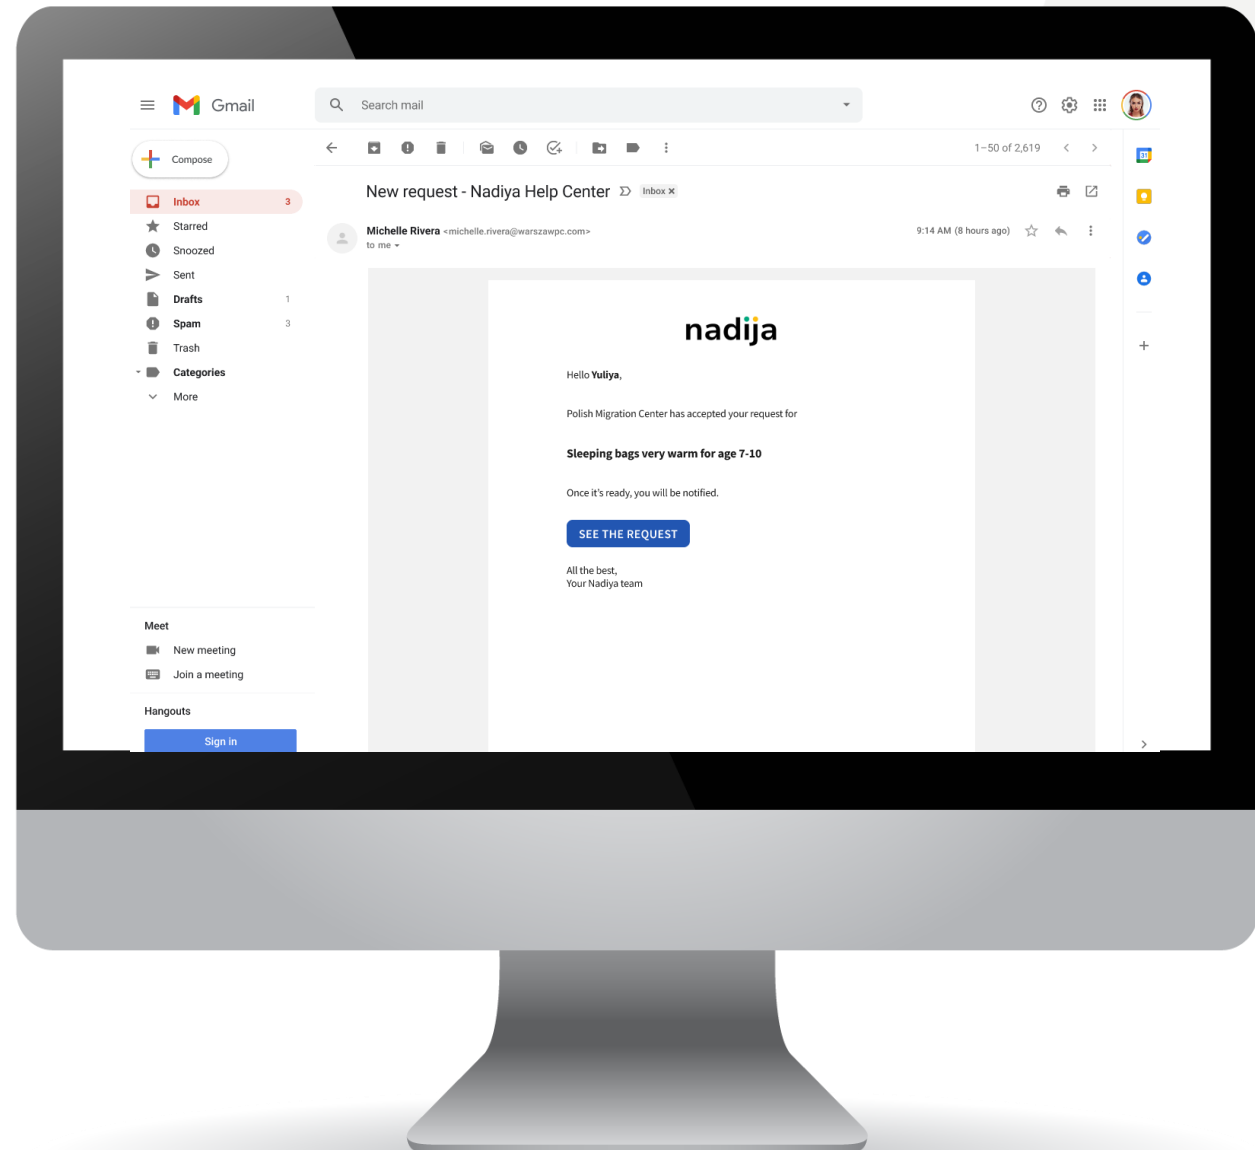 Gmail
Search mail
Compose
1–50 of 2,619
31
Inbox 3
Starred
Snoozed
Sent
Drafts 1
Spam 3
Trash
Categories
More
Meet
New meeting
Join a meeting
Hangouts
Sign in
New request - Nadiya Help Center Inbox x
Michelle Rivera <michelle.rivera@warszawpc.com> 9:14 AM (8 hours ago)
to me
nadija
Hello Yuliya,
Polish Migration Center has accepted your request for
Sleeping bags very warm for age 7-10
Once it's ready, you will be notified.
SEE THE REQUEST
All the best,
Your Nadiya team